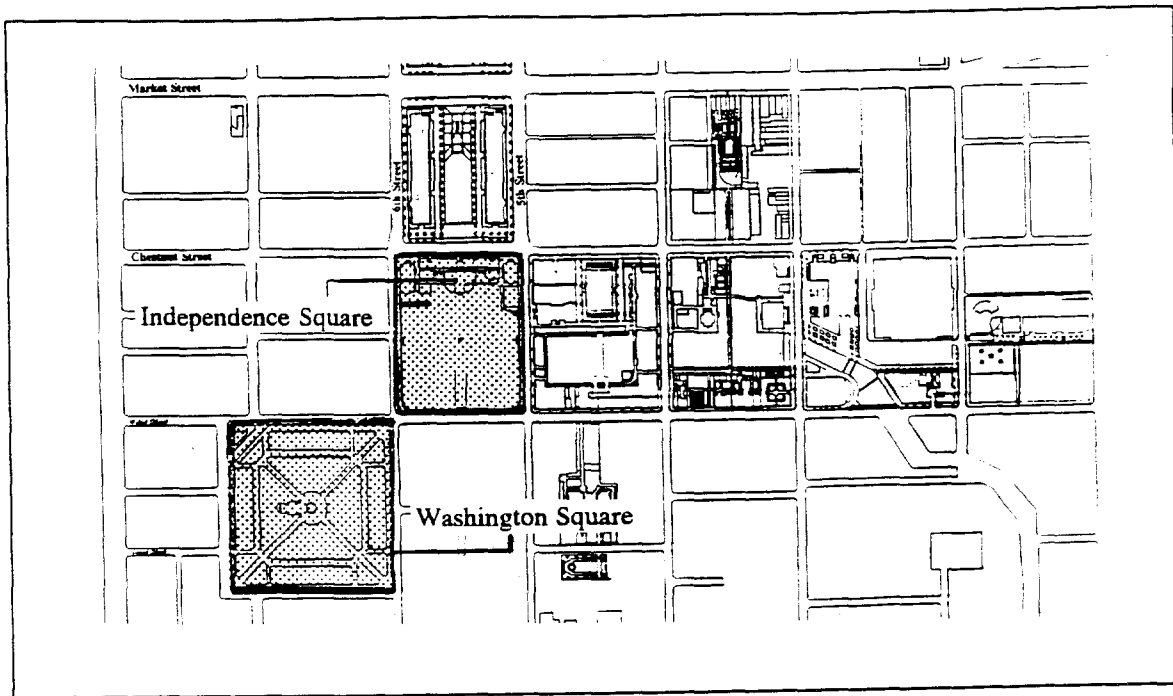 Market Street
6th Street
5th Street
Chestnut Street
Independence Square
Washington Square